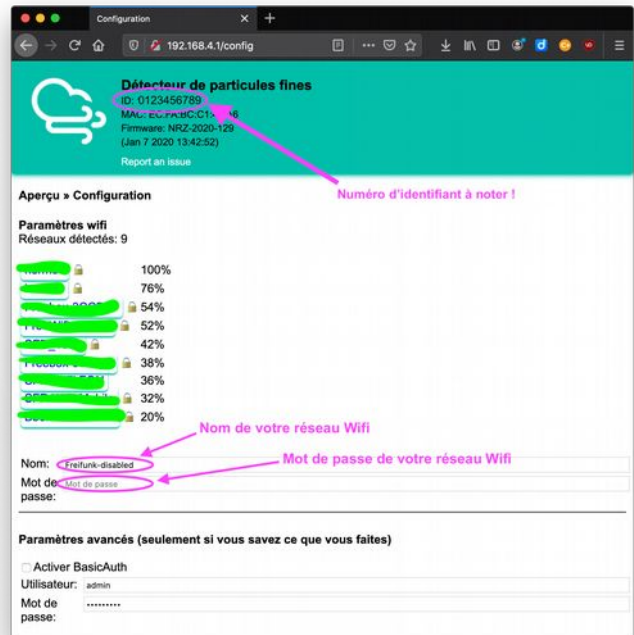 Configuration
192.168.4.1/config
Détecteur de particules fines
ID: 0123456789
MAC:
Firmware: NRZ-2020-129
(Jan 7 2020 13:42:52)
Report an issue
Numéro d'identifiant à noter !
Aperçu » Configuration
Paramètres wifi
Réseaux détectés: 9
100%
76%
54%
52%
42%
38%
36%
32%
20%
Nom de votre réseau Wifi
Nom: Freifunk-disabled
Mot de passe de votre réseau Wifi
Mot de passe: Mot de passe
Paramètres avancés (seulement si vous savez ce que vous faites)
Activer BasicAuth
Utilisateur: admin
Mot de passe: •••••••••